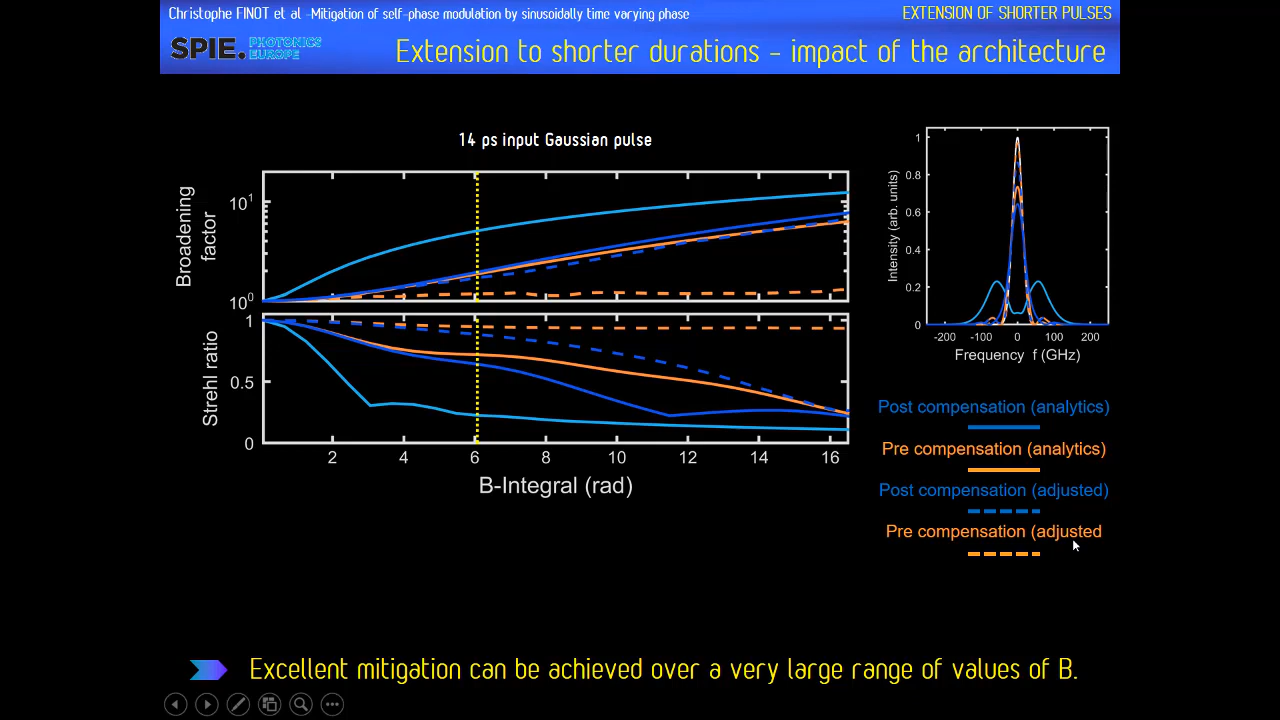 Christophe FINOT et al -Mitigation of self-phase modulation by sinusoidally time varying phase
EXTENSION OF SHORTER PULSES
SPIE. PHOTONICS
EUROPE
Extension to shorter durations - impact of the architecture
14 ps input Gaussian pulse
Broadening
factor
10^1
10^0
Strehl ratio
1
0.5
0
2 4 6 8 10 12 14 16
B-Integral (rad)
Intensity (arb. units)
1
0.8
0.6
0.4
0.2
0
-200 -100 0 100 200
Frequency f (GHz)
Post compensation (analytics)
Pre compensation (analytics)
Post compensation (adjusted)
Pre compensation (adjusted
Excellent mitigation can be achieved over a very large range of values of B.